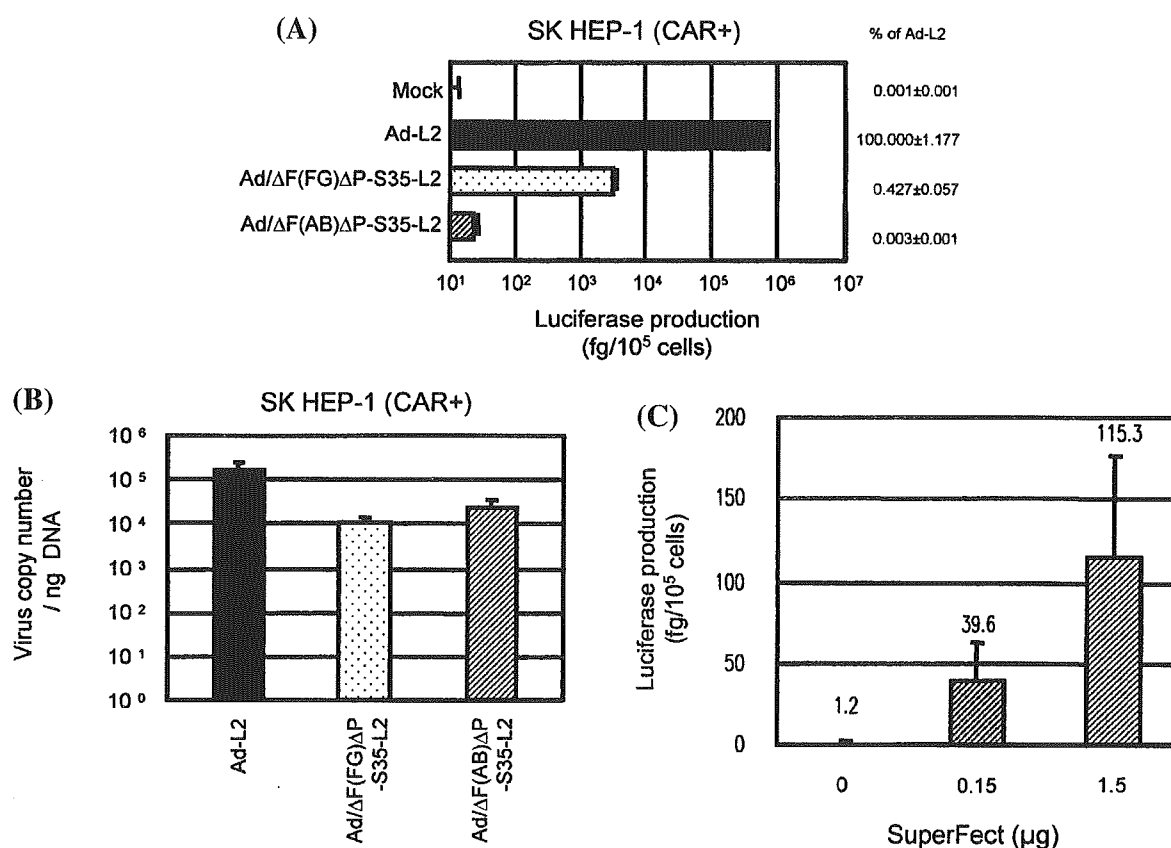 (A)
SK HEP-1 (CAR+)
% of Ad-L2
Mock
0.001±0.001
Ad-L2
100.000±1.177
Ad/ΔF(FG)ΔP-S35-L2
0.427±0.057
Ad/ΔF(AB)ΔP-S35-L2
0.003±0.001
10¹ 10² 10³ 10⁴ 10⁵ 10⁶ 10⁷
Luciferase production
(fg/10⁵ cells)
(B)
SK HEP-1 (CAR+)
Virus copy number
/ ng DNA
10⁶
10⁵
10⁴
10³
10²
10¹
10⁰
Ad-L2
Ad/ΔF(FG)ΔP
-S35-L2
Ad/ΔF(AB)ΔP
-S35-L2
(C)
Luciferase production
(fg/10⁵ cells)
200
150
100
50
0
1.2
39.6
115.3
0 0.15 1.5
SuperFect (µg)